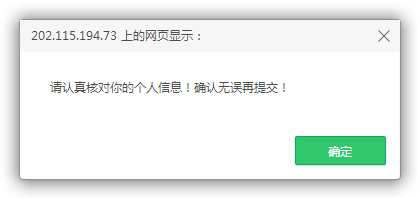 202.115.194.73 上的网页显示：
请认真核对你的个人信息！确认无误再提交！
确定